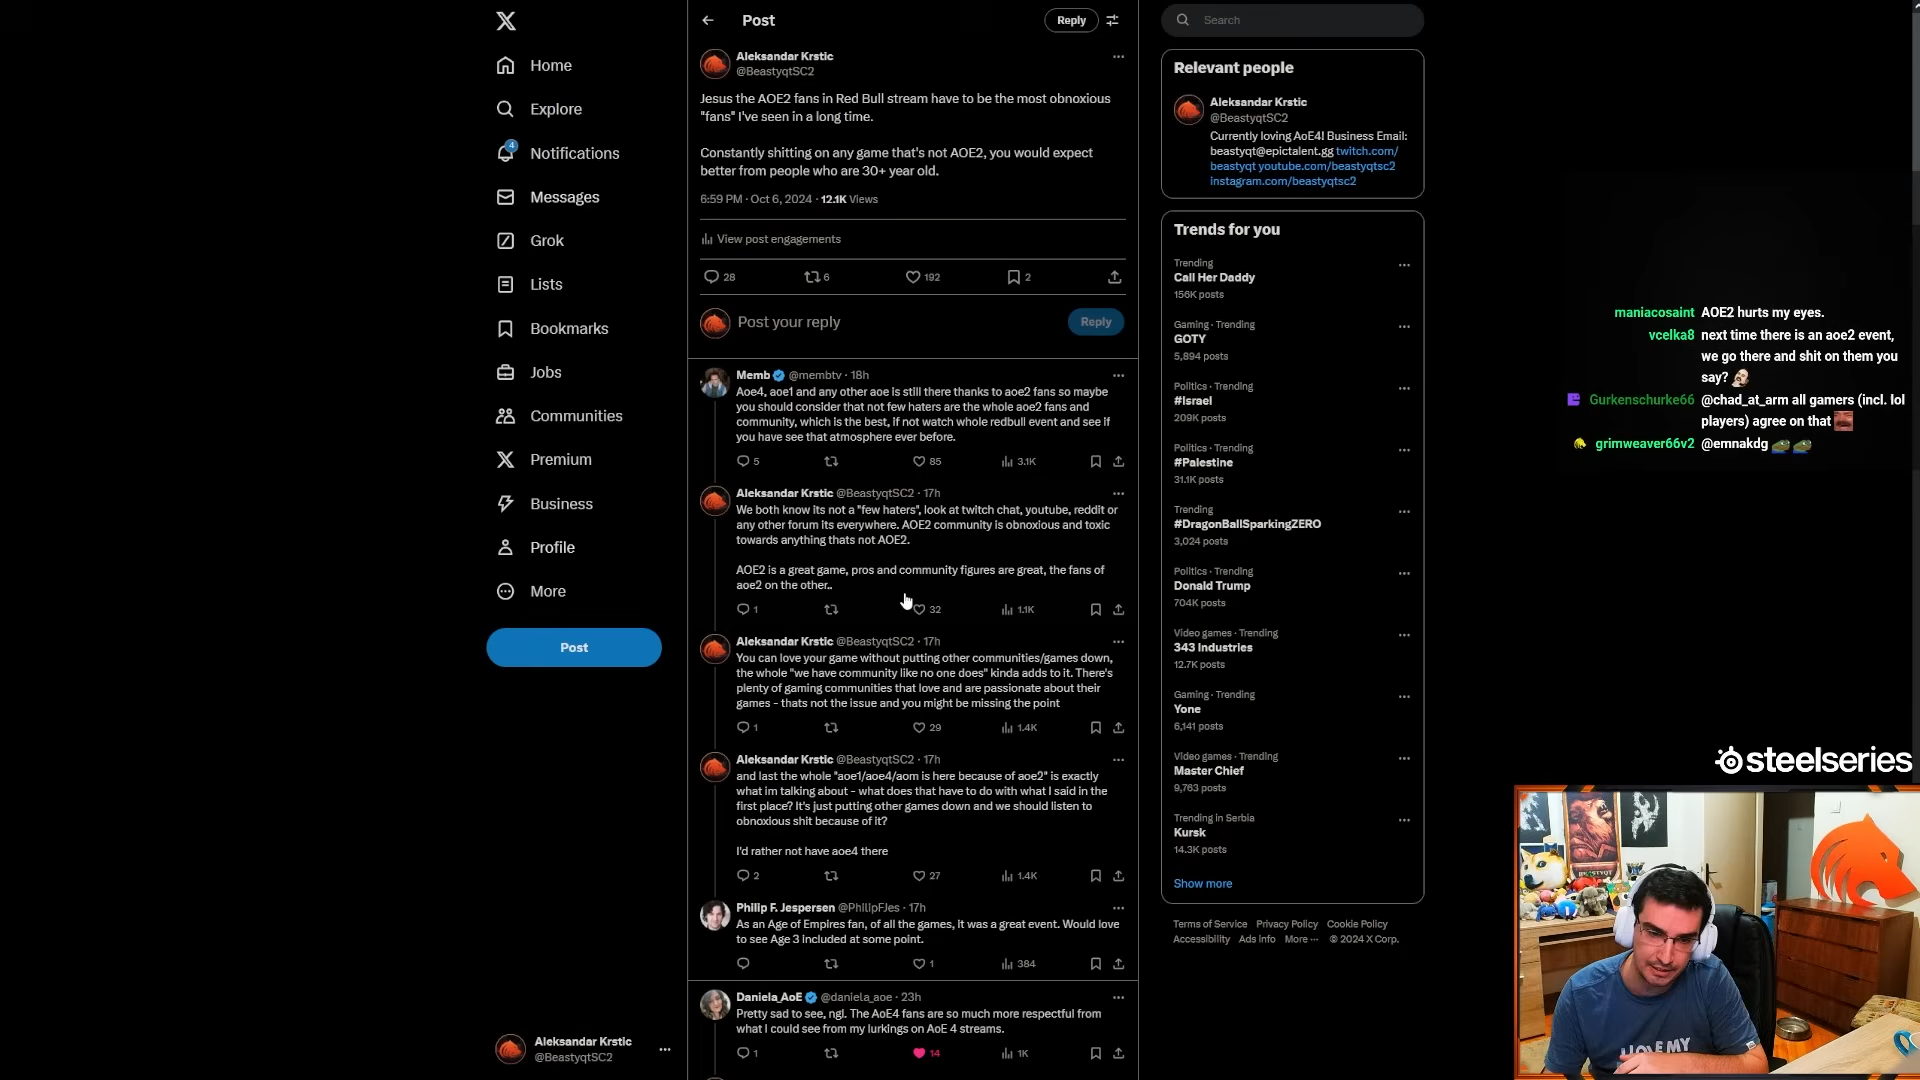 Home
Explore
4
Notifications
Messages
Grok
Lists
Bookmarks
Jobs
Communities
Premium
Business
Profile
More
Post
Aleksandar Krstic
@BeastyqtSC2
Post
Reply
Aleksandar Krstic
@BeastyqtSC2
Jesus the AOE2 fans in Red Bull stream have to be the most obnoxious
"fans" I've seen in a long time.
Constantly shitting on any game that's not AOE2, you would expect
better from people who are 30+ year old.
6:59 PM · Oct 6, 2024 · 12.1K Views
View post engagements
28 6 192 2
Post your reply
Reply
Memb @membtv · 18h
Aoe4, aoe1 and any other aoe is still there thanks to aoe2 fans so maybe
you should consider that not few haters are the whole aoe2 fans and
community, which is the best, if not watch whole redbull event and see if
you have see that atmosphere ever before.
5 85 3.1K
Aleksandar Krstic @BeastyqtSC2 · 17h
We both know its not a "few haters", look at twitch chat, youtube, reddit or
any other forum its everywhere. AOE2 community is obnoxious and toxic
towards anything thats not AOE2.
AOE2 is a great game, pros and community figures are great, the fans of
aoe2 on the other..
1 32 1.1K
Aleksandar Krstic @BeastyqtSC2 · 17h
You can love your game without putting other communities/games down,
the whole "we have community like no one does" kinda adds to it. There's
plenty of gaming communities that love and are passionate about their
games - thats not the issue and you might be missing the point
1 29 1.4K
Aleksandar Krstic @BeastyqtSC2 · 17h
and last the whole "aoe1/aoe4/aom is here because of aoe2" is exactly
what im talking about - what does that have to do with what I said in the
first place? It's just putting other games down and we should listen to
obnoxious shit because of it?
I'd rather not have aoe4 there
2 27 1.4K
Philip F. Jespersen @PhilipFJes · 17h
As an Age of Empires fan, of all the games, it was a great event. Would love
to see Age 3 included at some point.
1 384
Daniela_AoE @daniela_aoe · 23h
Pretty sad to see, ngl. The AoE4 fans are so much more respectful from
what I could see from my lurkings on AoE 4 streams.
1 14 1K
Search
Relevant people
Aleksandar Krstic
@BeastyqtSC2
Currently loving AoE4! Business Email:
beastyqt@epictalent.gg twitch.com/
beastyqt youtube.com/beastyqtsc2
instagram.com/beastyqtsc2
Trends for you
Trending
Call Her Daddy
156K posts
Gaming · Trending
GOTY
5,894 posts
Politics · Trending
#Israel
209K posts
Politics · Trending
#Palestine
31.1K posts
Trending
#DragonBallSparkingZERO
3,024 posts
Politics · Trending
Donald Trump
704K posts
Video games · Trending
343 Industries
12.7K posts
Gaming · Trending
Yone
6,141 posts
Video games · Trending
Master Chief
9,763 posts
Trending in Serbia
Kursk
14.3K posts
Show more
Terms of Service Privacy Policy Cookie Policy
Accessibility Ads info More ··· © 2024 X Corp.
maniacosaint AOE2 hurts my eyes.
vcelka8 next time there is an aoe2 event,
we go there and shit on them you
say?
Gurkenschurke66 @chad_at_arm all gamers (incl. lol
players) agree on that
grimweaver66v2 @emnakdg
steelseries